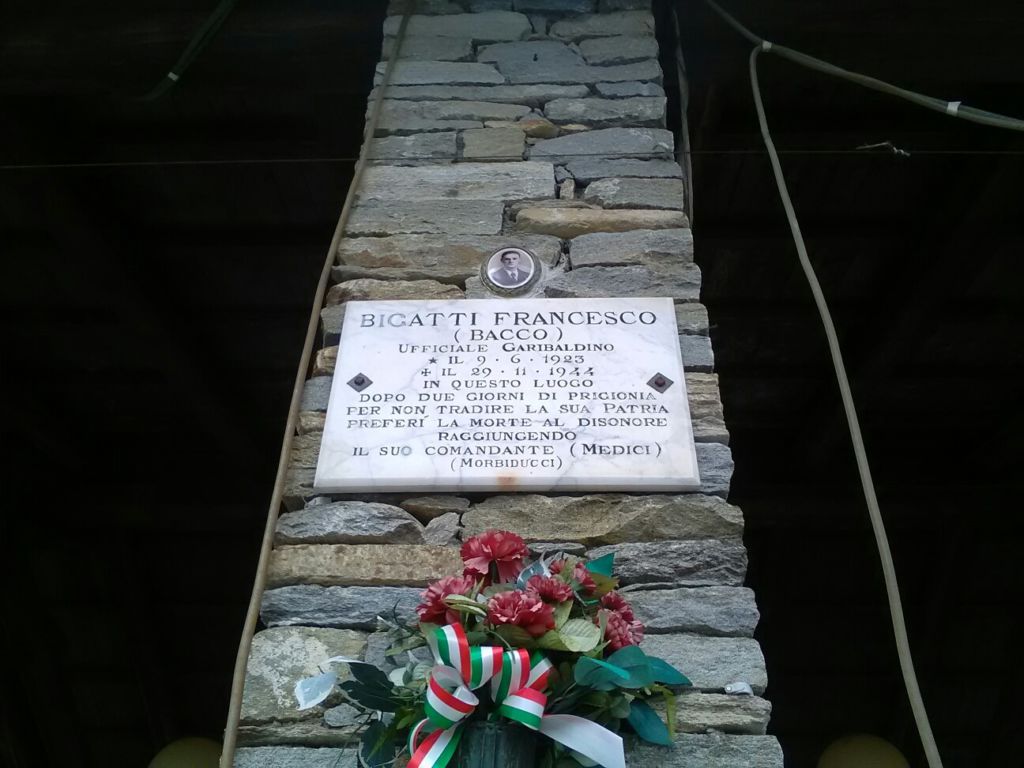 BIGATTI FRANCESCO
(BACCO)
UFFICIALE GARIBALDINO
★ IL 9·6·1923
✢ IL 29·11·1944
IN QUESTO LUOGO
DOPO DUE GIORNI DI PRIGIONIA
PER NON TRADIRE LA SUA PATRIA
PREFERÌ LA MORTE AL DISONORE
RAGGIUNGENDO
IL SUO COMANDANTE (MEDICI)
(MORBIDUCCI)